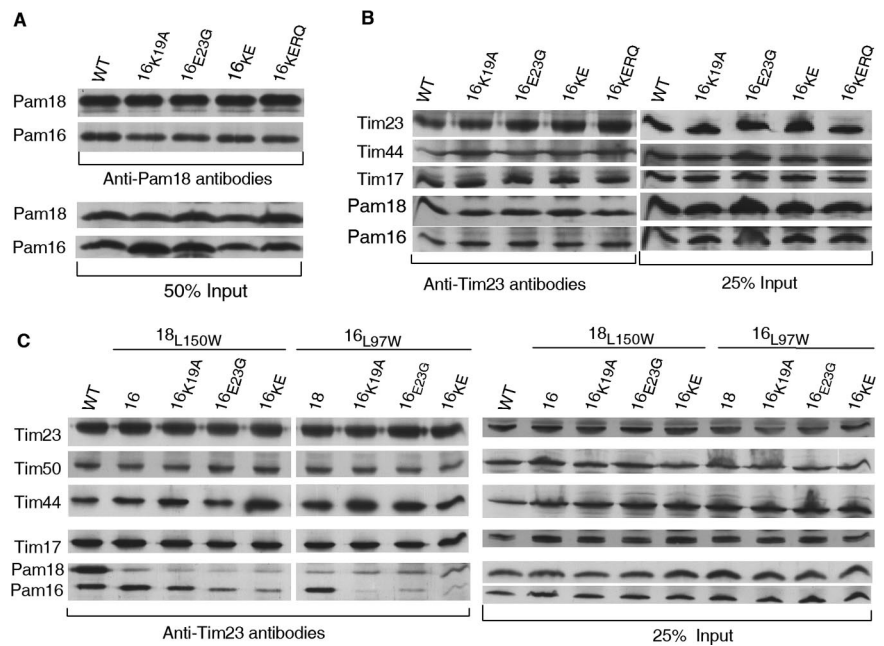 A
WT 16K19A 16E23G 16KE 16KERQ
Pam18
Pam16
Anti-Pam18 antibodies
Pam18
Pam16
50% Input
B
WT 16K19A 16E23G 16KE 16KERQ WT 16K19A 16E23G 16KE 16KERQ
Tim23
Tim44
Tim17
Pam18
Pam16
Anti-Tim23 antibodies 25% Input
C
18L150W 16L97W 18L150W 16L97W
WT 16 16K19A 16E23G 16KE 18 16K19A 16E23G 16KE WT 16 16K19A 16E23G 16KE 18 16K19A 16E23G 16KE
Tim23
Tim50
Tim44
Tim17
Pam18
Pam16
Anti-Tim23 antibodies 25% Input